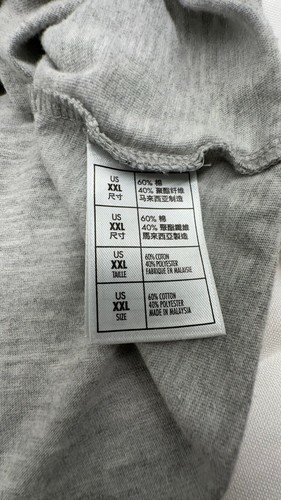 US
XXL
尺寸
60% 棉
40% 聚酯纤维
马来西亚制造
US
XXL
尺寸
60% 棉
40% 聚酯纖維
馬來西亞製造
US
XXL
TAILLE
60% COTON
40% POLYESTER
FABRIQUÉ EN MALAISIE
US
XXL
SIZE
60% COTTON
40% POLYESTER
MADE IN MALAYSIA